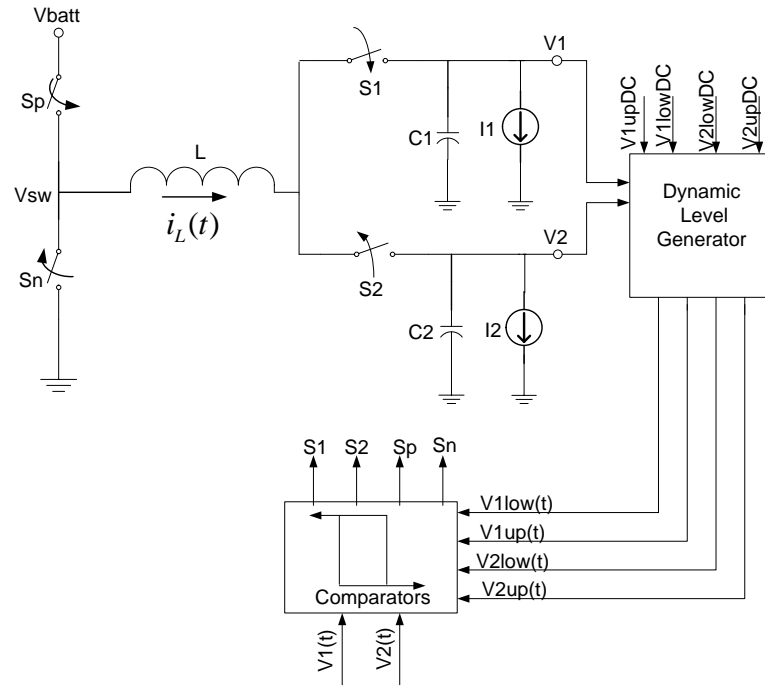 Vbatt
Sp
Vsw
Sn
L
i_L(t)
S1
S2
C1
I1
V1
C2
I2
V2
V1upDC
V1lowDC
V2lowDC
V2upDC
Dynamic
Level
Generator
S1
S2
Sp
Sn
V1low(t)
V1up(t)
V2low(t)
V2up(t)
Comparators
V1(t)
V2(t)